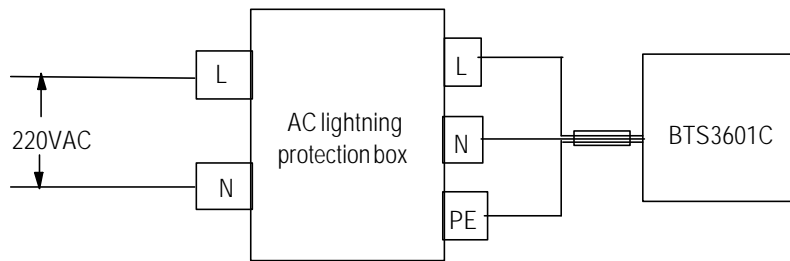 220VAC
L
N
AC lightning
protection box
L
N
PE
BTS3601C